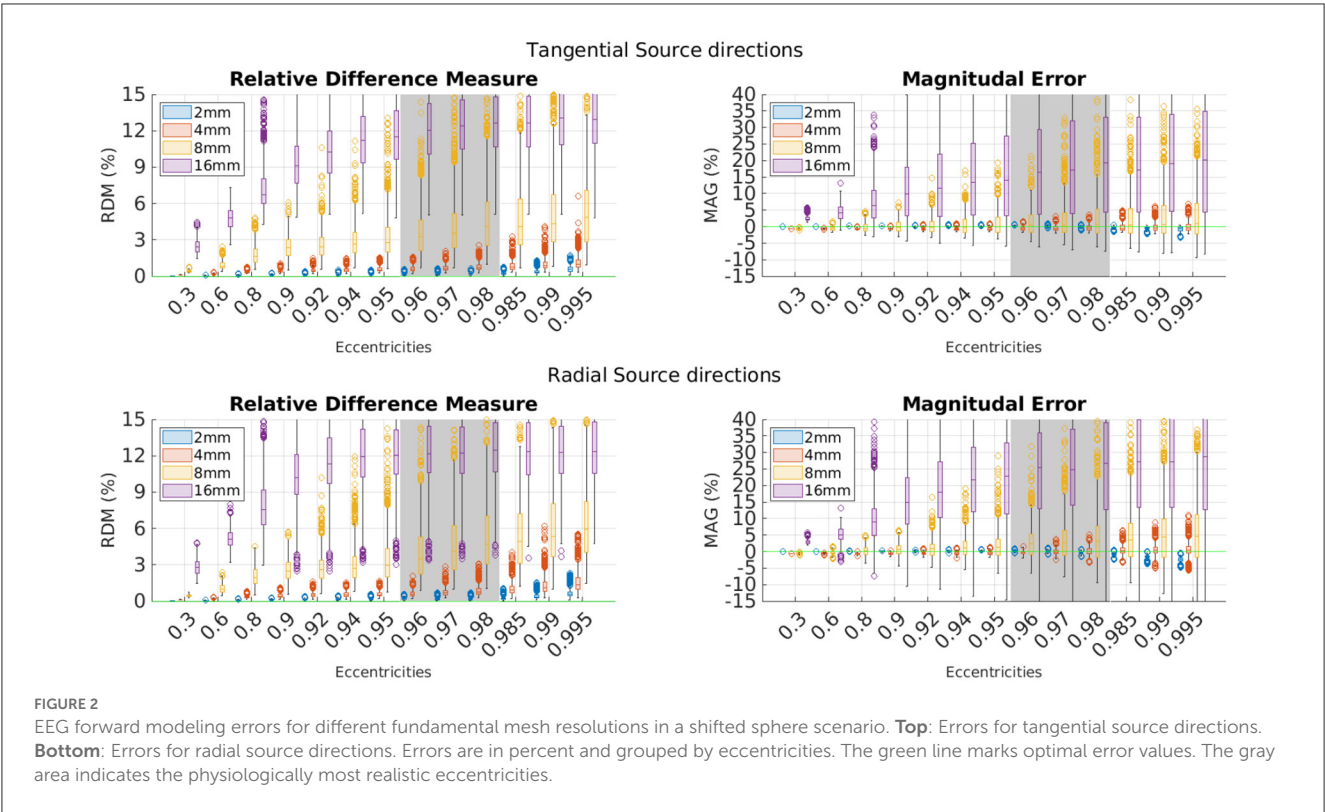 Tangential Source directions
Relative Difference Measure
Magnitudal Error
15
12
9
6
3
0
RDM (%)
2mm
4mm
8mm
16mm
0.3
0.6
0.8
0.9
0.92
0.94
0.95
0.96
0.97
0.98
0.985
0.99
0.995
Eccentricities
40
35
30
25
20
15
10
5
0
-5
-10
-15
MAG (%)
2mm
4mm
8mm
16mm
0.3
0.6
0.8
0.9
0.92
0.94
0.95
0.96
0.97
0.98
0.985
0.99
0.995
Eccentricities
Radial Source directions
Relative Difference Measure
Magnitudal Error
15
12
9
6
3
0
RDM (%)
2mm
4mm
8mm
16mm
0.3
0.6
0.8
0.9
0.92
0.94
0.95
0.96
0.97
0.98
0.985
0.99
0.995
Eccentricities
40
35
30
25
20
15
10
5
0
-5
-10
-15
MAG (%)
2mm
4mm
8mm
16mm
0.3
0.6
0.8
0.9
0.92
0.94
0.95
0.96
0.97
0.98
0.985
0.99
0.995
Eccentricities
FIGURE 2
EEG forward modeling errors for different fundamental mesh resolutions in a shifted sphere scenario. Top: Errors for tangential source directions.
Bottom: Errors for radial source directions. Errors are in percent and grouped by eccentricities. The green line marks optimal error values. The gray
area indicates the physiologically most realistic eccentricities.